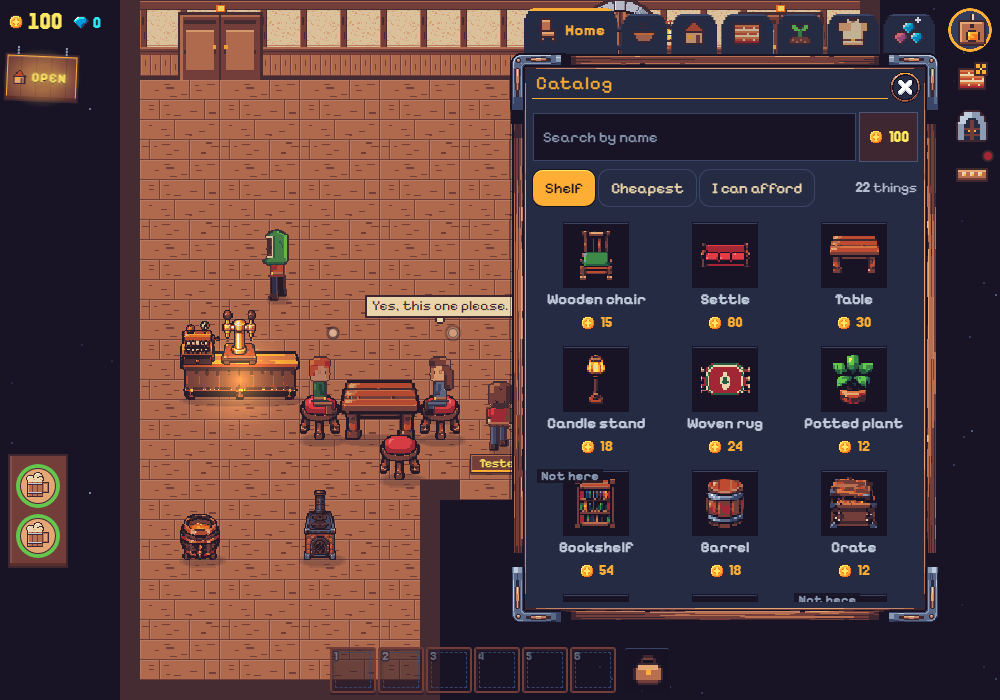 100
0
OPEN
Home
Catalog
Search by name
100
Shelf
Cheapest
I can afford
22 things
Wooden chair
15
Settle
60
Table
30
Candle stand
18
Woven rug
24
Potted plant
12
Not here
Bookshelf
54
Barrel
18
Crate
12
Not here
Yes, this one please.
Teste
1
2
3
4
5
6